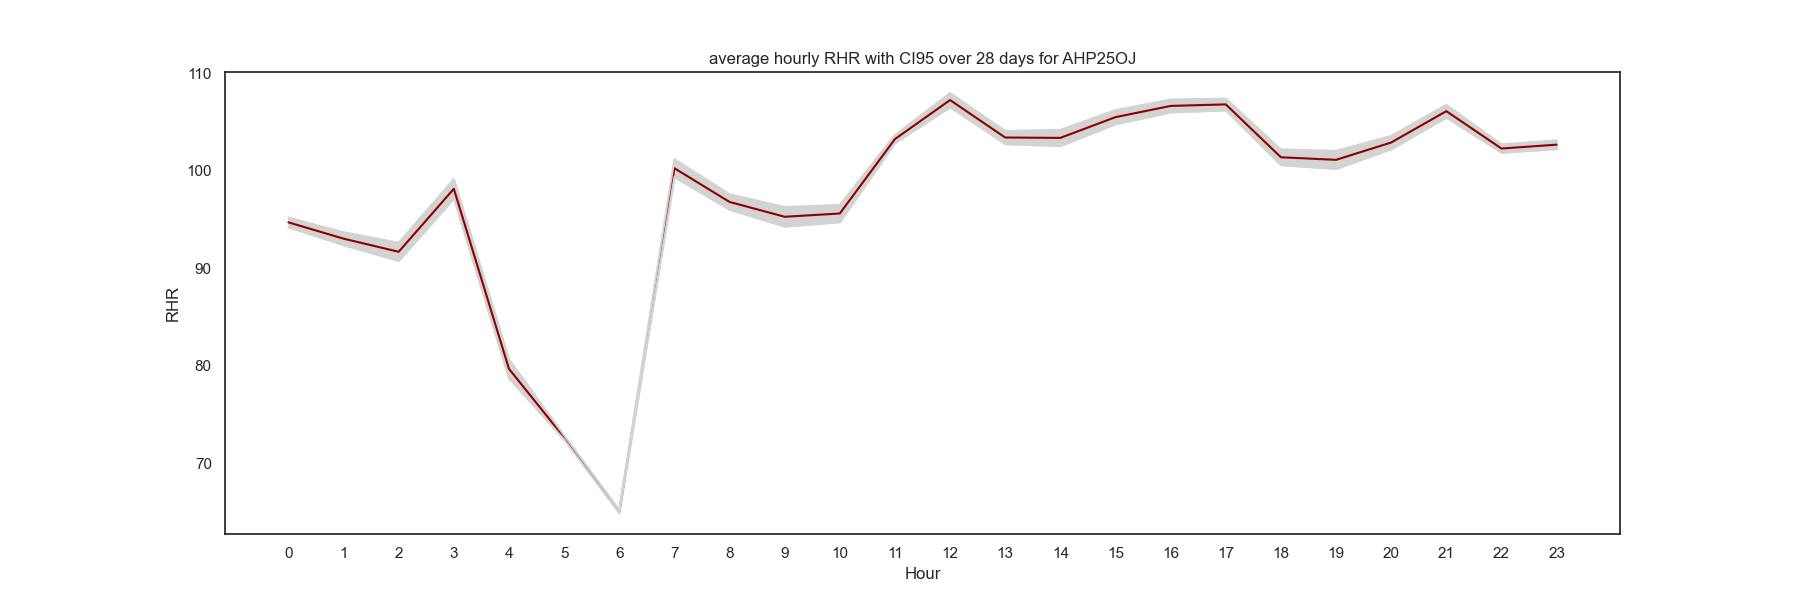 average hourly RHR with CI95 over 28 days for AHP25OJ
110
100
90
80
70
RHR
0 1 2 3 4 5 6 7 8 9 10 11 12 13 14 15 16 17 18 19 20 21 22 23
Hour